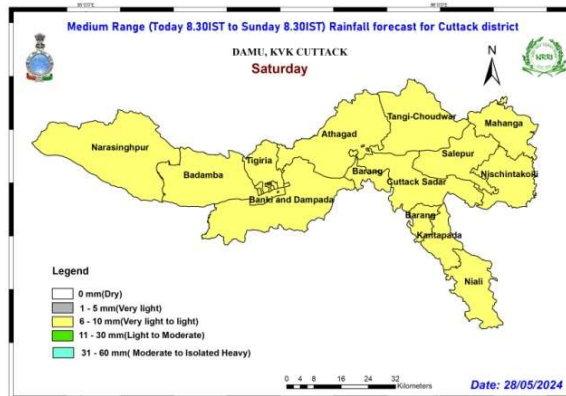 Medium Range (Today 8.30IST to Sunday 8.30IST) Rainfall forecast for Cuttack district
DAMU, KVK CUTTACK
Saturday
N
NRRI
Tangi-Choudwar
Mahanga
Athagad
Narasinghpur
Tigiria
Salepur
Badamba
Barang
Nischintakoili
Cuttack Sadar
Banki and Dampada
Barang
Kantapada
Niali
Legend
0 mm(Dry)
1 - 5 mm(Very light)
6 - 10 mm(Very light to light)
11 - 30 mm(Light to Moderate)
31 - 60 mm( Moderate to Isolated Heavy)
0 4 8 16 24 32
Kilometers
Date: 28/05/2024